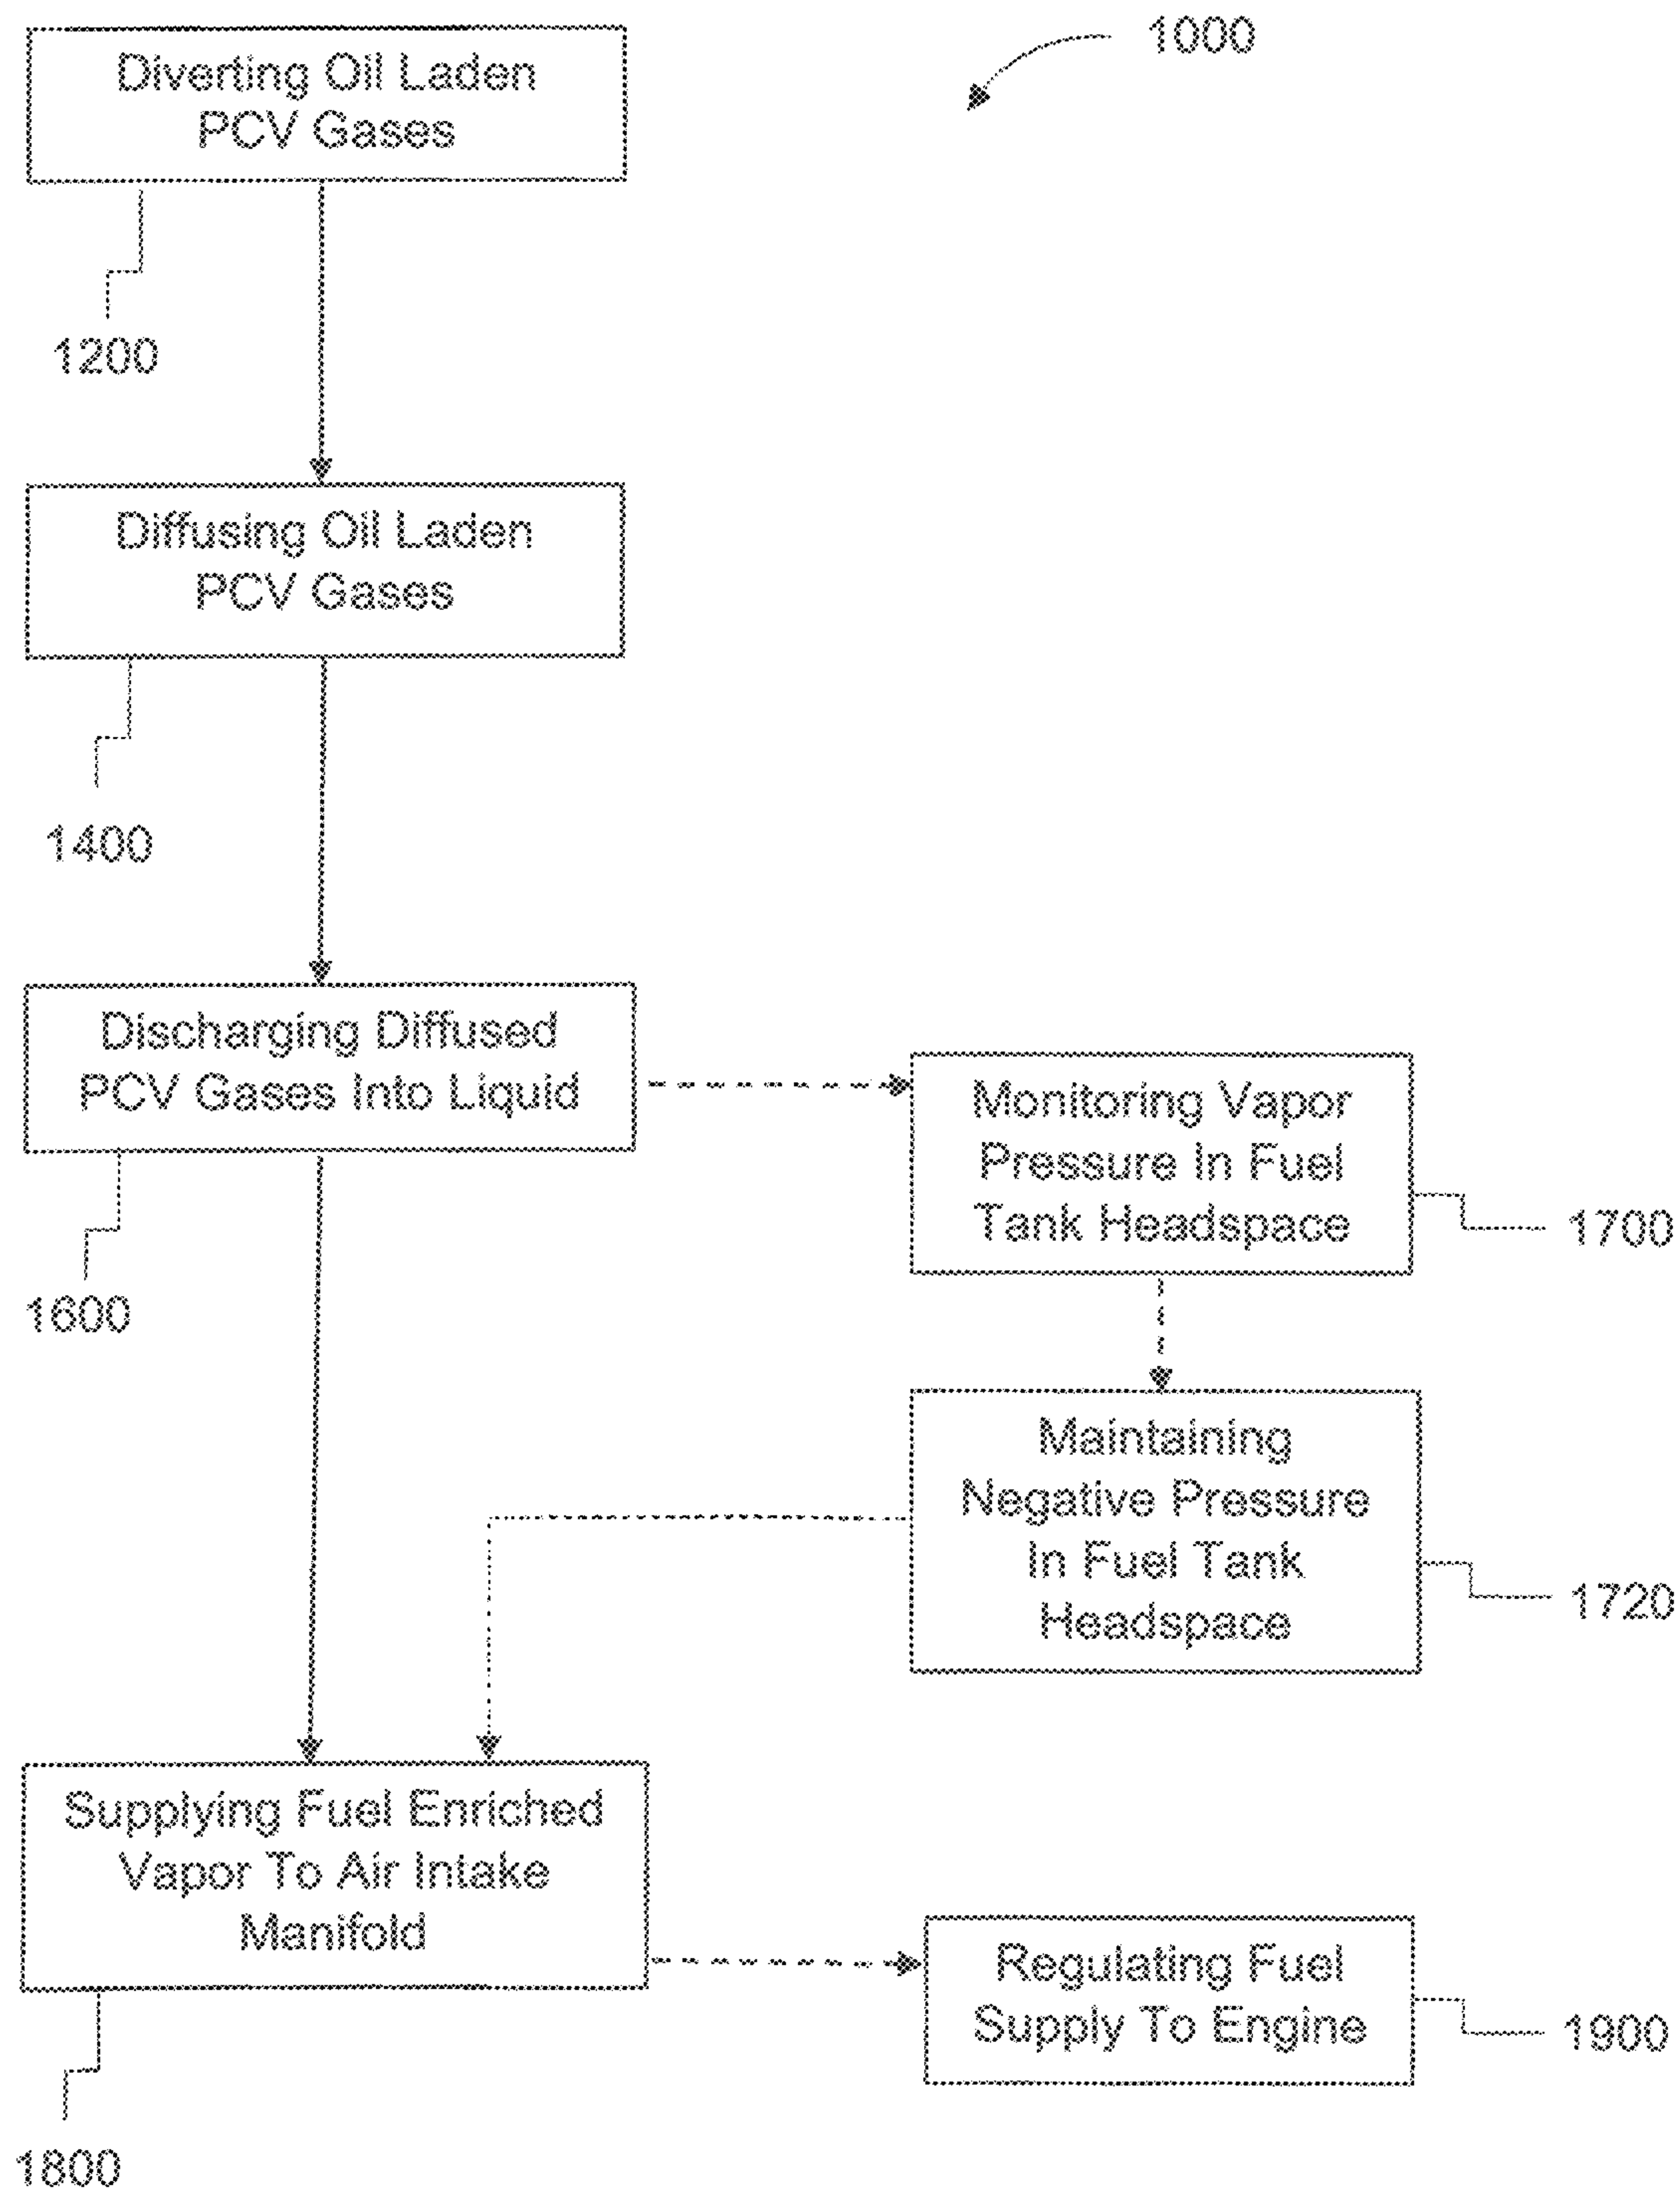 1000
Diverting Oil Laden
PCV Gases
1200
Diffusing Oil Laden
PCV Gases
1400
Discharging Diffused
PCV Gases Into Liquid
1600
Monitoring Vapor
Pressure In Fuel
Tank Headspace
1700
Maintaining
Negative Pressure
In Fuel Tank
Headspace
1720
Supplying Fuel Enriched
Vapor To Air Intake
Manifold
1800
Regulating Fuel
Supply To Engine
1900